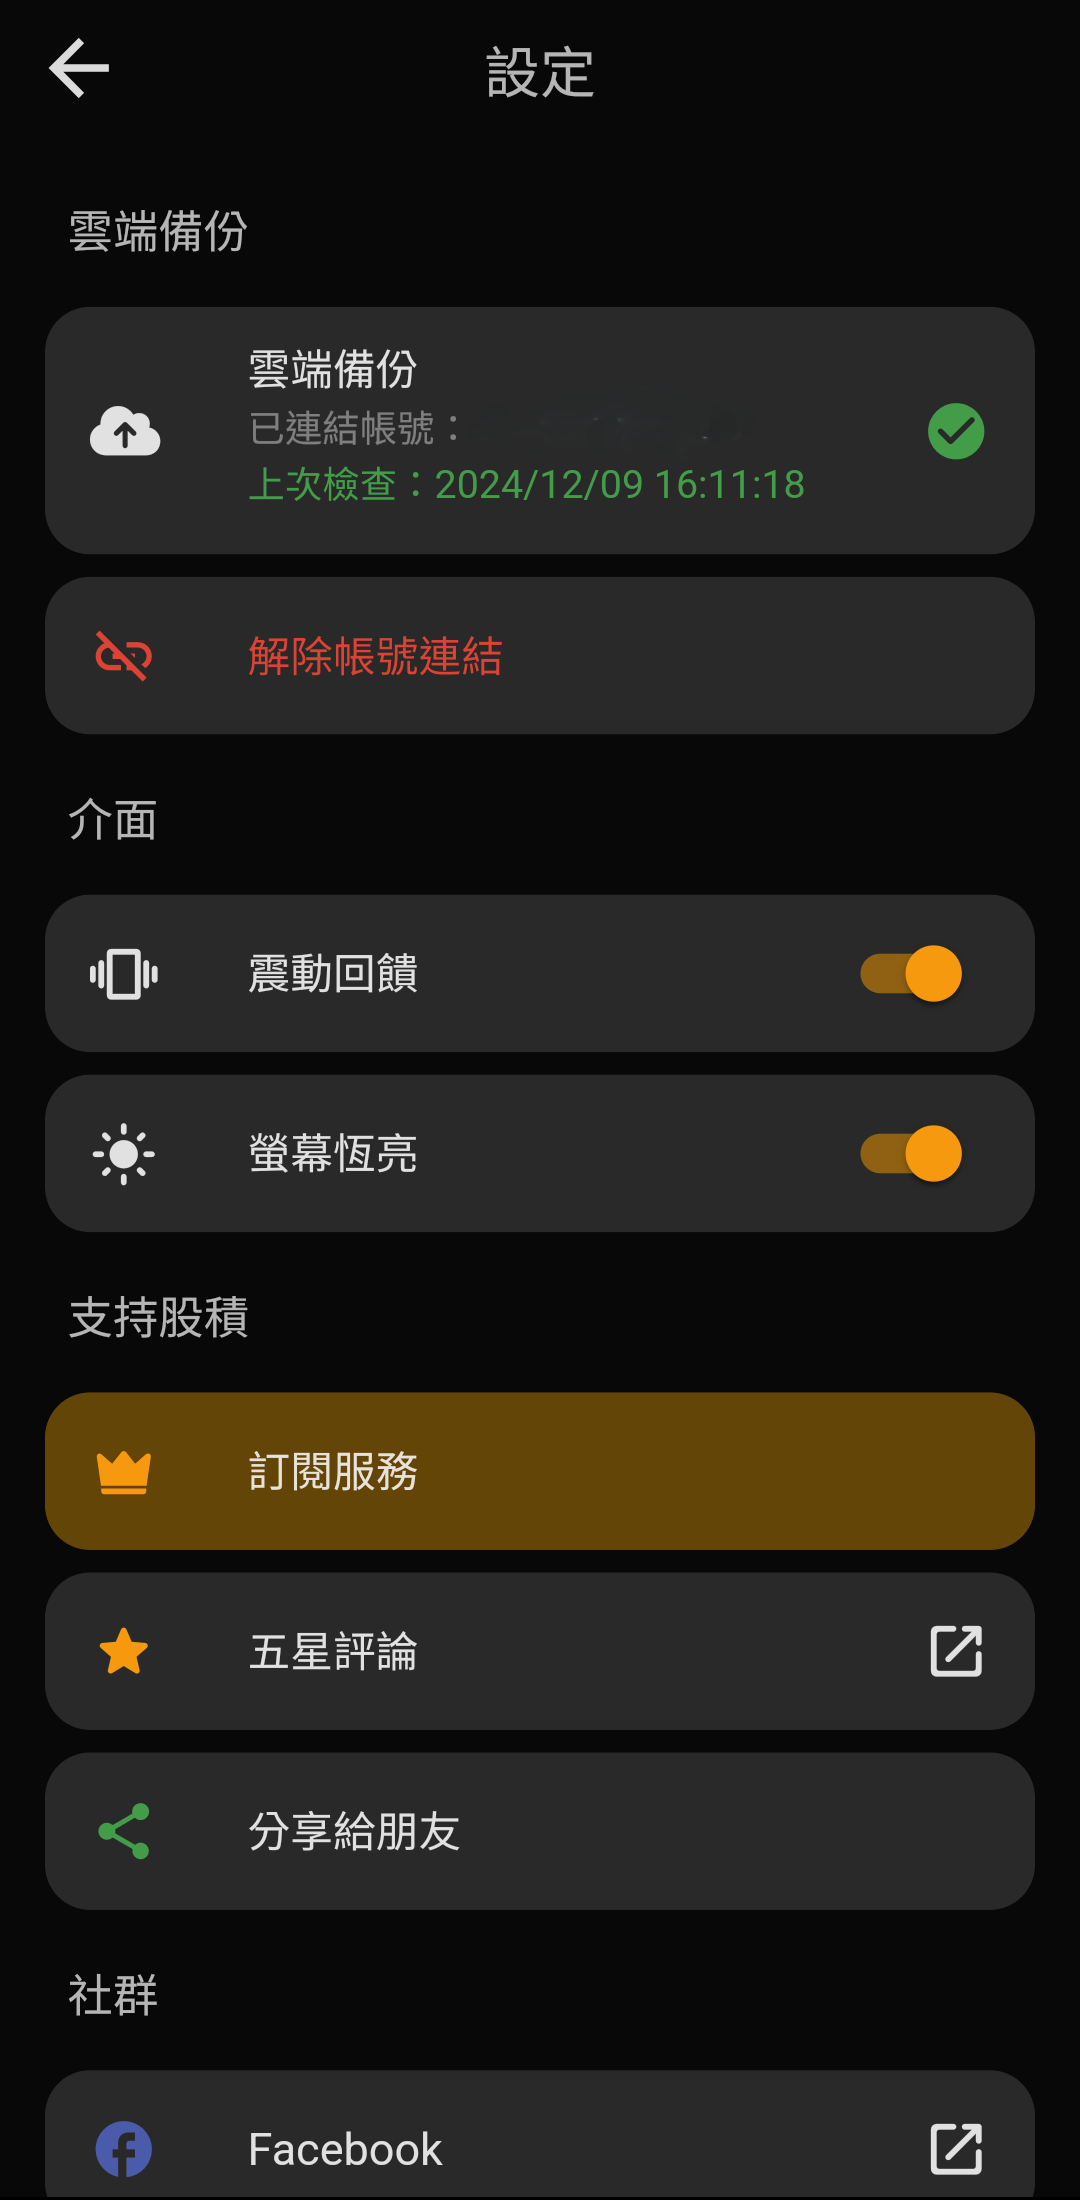 設定
雲端備份
雲端備份
已連結帳號：
上次檢查：2024/12/09 16:11:18
解除帳號連結
介面
震動回饋
螢幕恆亮
支持股積
訂閱服務
五星評論
分享給朋友
社群
Facebook